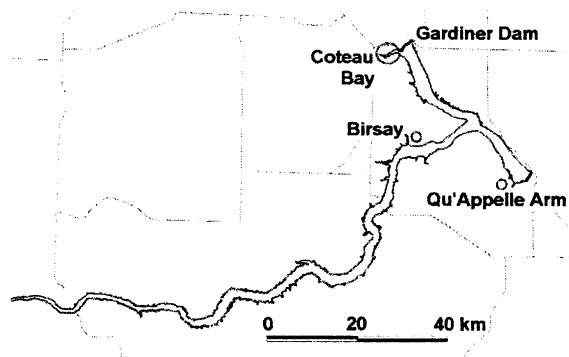 Gardiner Dam
Coteau
Bay
Birsay
Qu'Appelle Arm
0 20 40 km